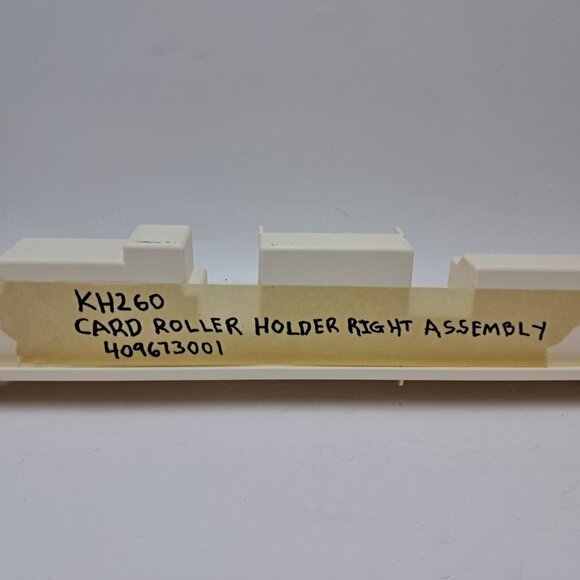 KH260
CARD ROLLER HOLDER RIGHT ASSEMBLY
409673001